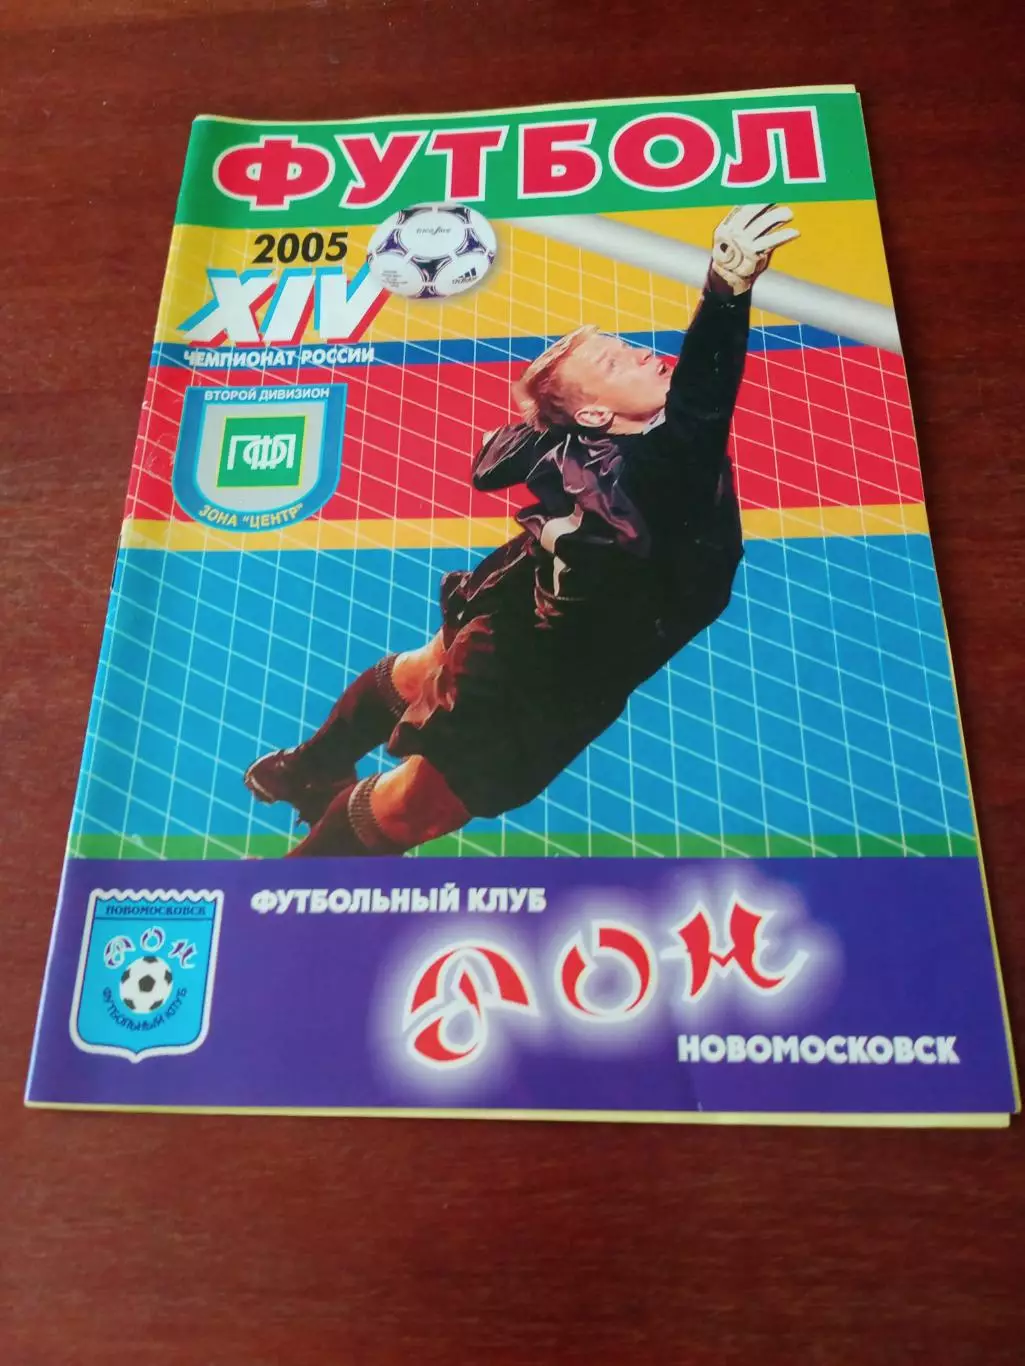 ФУТБОЛ
2005
XIV
ЧЕМПИОНАТ РОССИИ
ВТОРОЙ ДИВИЗИОН
ПФЛ
ЗОНА "ЦЕНТР"
ФУТБОЛЬНЫЙ КЛУБ
ДОН
НОВОМОСКОВСК
НОВОМОСКОВСК
ДОН
ФУТБОЛЬНЫЙ КЛУБ